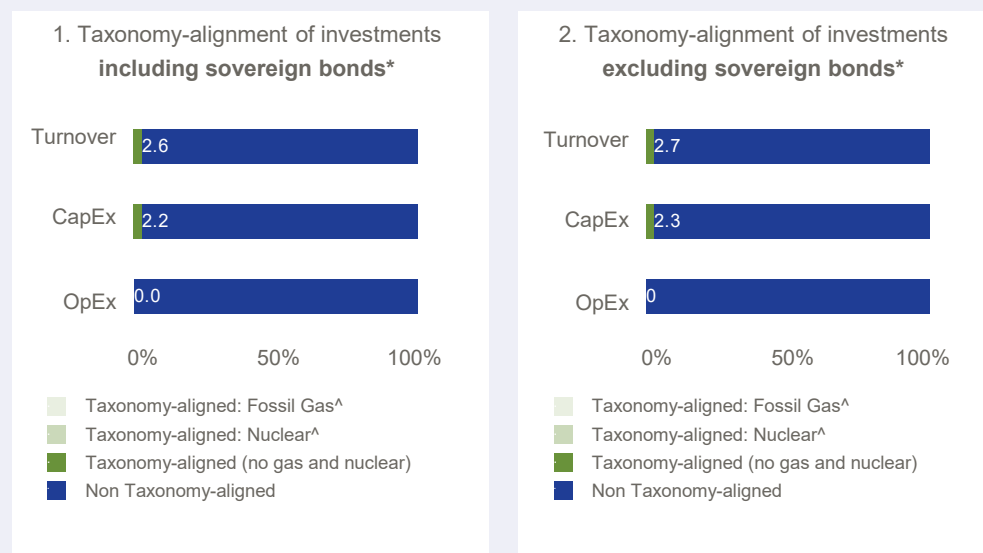 1. Taxonomy-alignment of investments
including sovereign bonds*
Turnover 2.6
CapEx 2.2
OpEx 0.0
0% 50% 100%
Taxonomy-aligned: Fossil Gas^
Taxonomy-aligned: Nuclear^
Taxonomy-aligned (no gas and nuclear)
Non Taxonomy-aligned
2. Taxonomy-alignment of investments
excluding sovereign bonds*
Turnover 2.7
CapEx 2.3
OpEx 0
0% 50% 100%
Taxonomy-aligned: Fossil Gas^
Taxonomy-aligned: Nuclear^
Taxonomy-aligned (no gas and nuclear)
Non Taxonomy-aligned